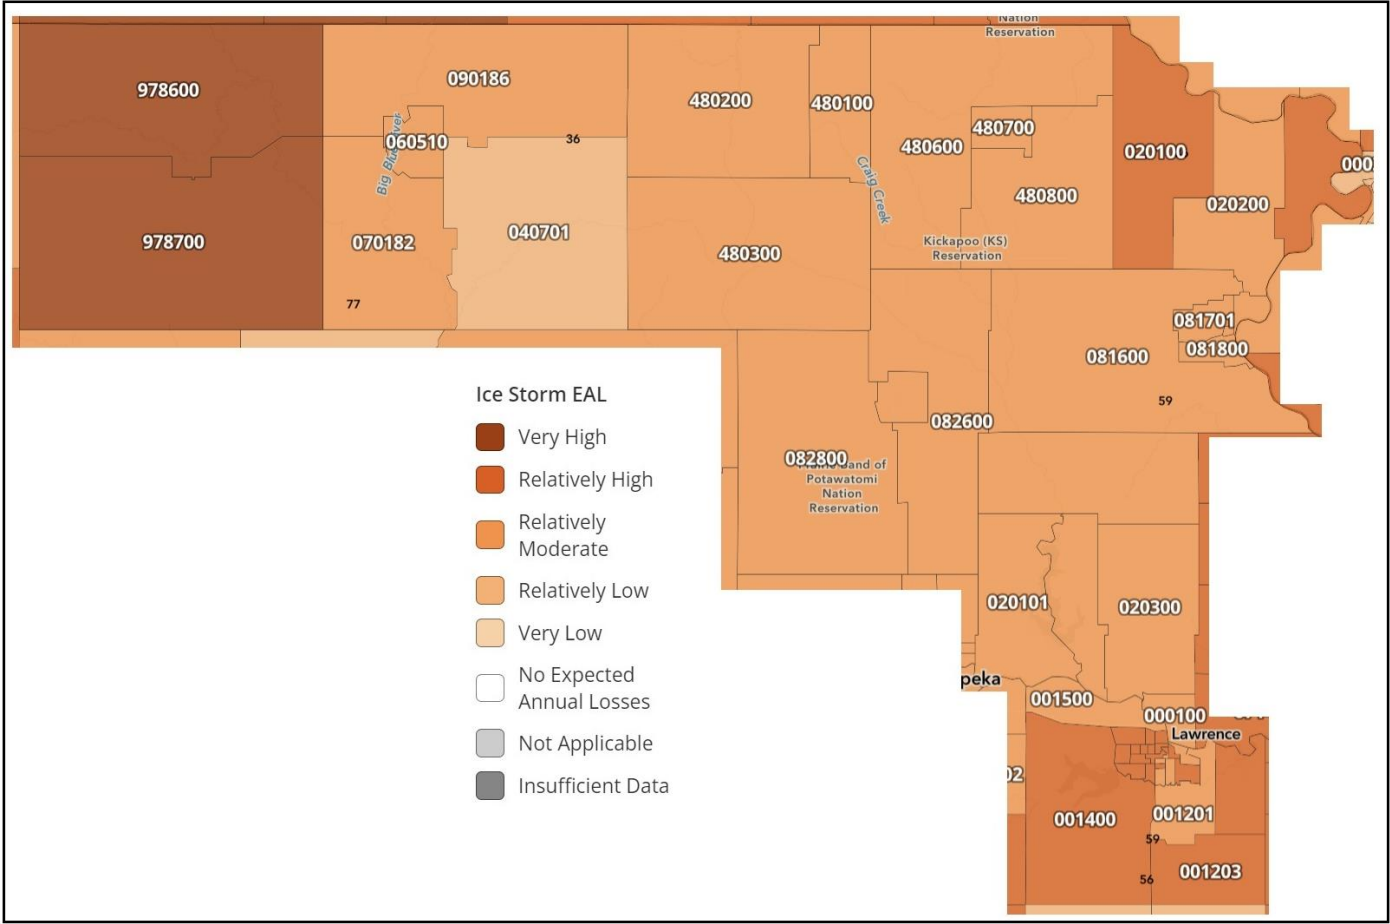 Nation
Reservation
978600
090186
480200
480100
060510
36
480700
480600
020100
Big Blue River
Craig Creek
480800
020200
978700
070182
040701
480300
Kickapoo (KS)
Reservation
77
081701
081800
081600
59
082600
082800
Potawatomi
Nation
Reservation
Ice Storm EAL
Very High
Relatively High
Relatively
Moderate
Relatively Low
Very Low
No Expected
Annual Losses
Not Applicable
Insufficient Data
020101
020300
peka
001500
000100
Lawrence
02
001400
001201
59
56
001203